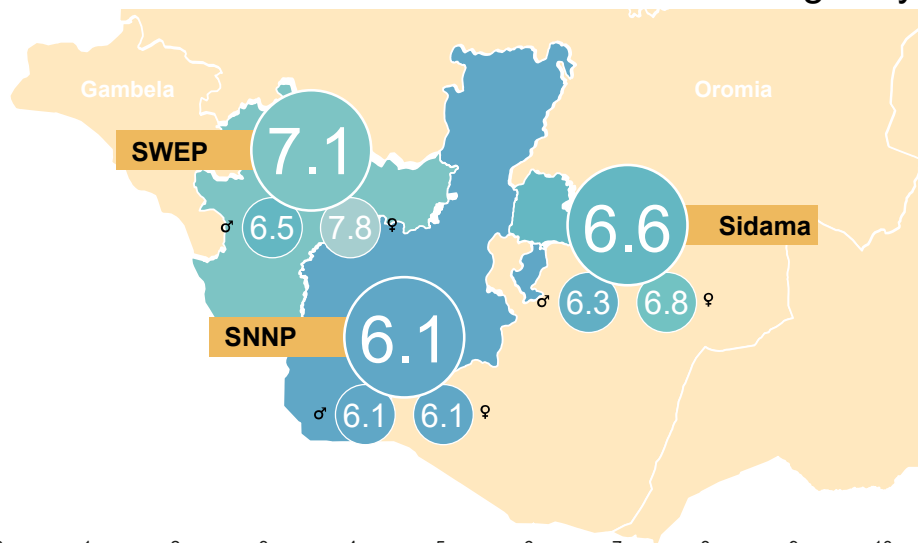 Gambela
Oromia
SWEP
7.1
♂ 6.5 7.8 ♀
6.6
Sidama
♂ 6.3 6.8 ♀
SNNP
6.1
♂ 6.1 6.1 ♀